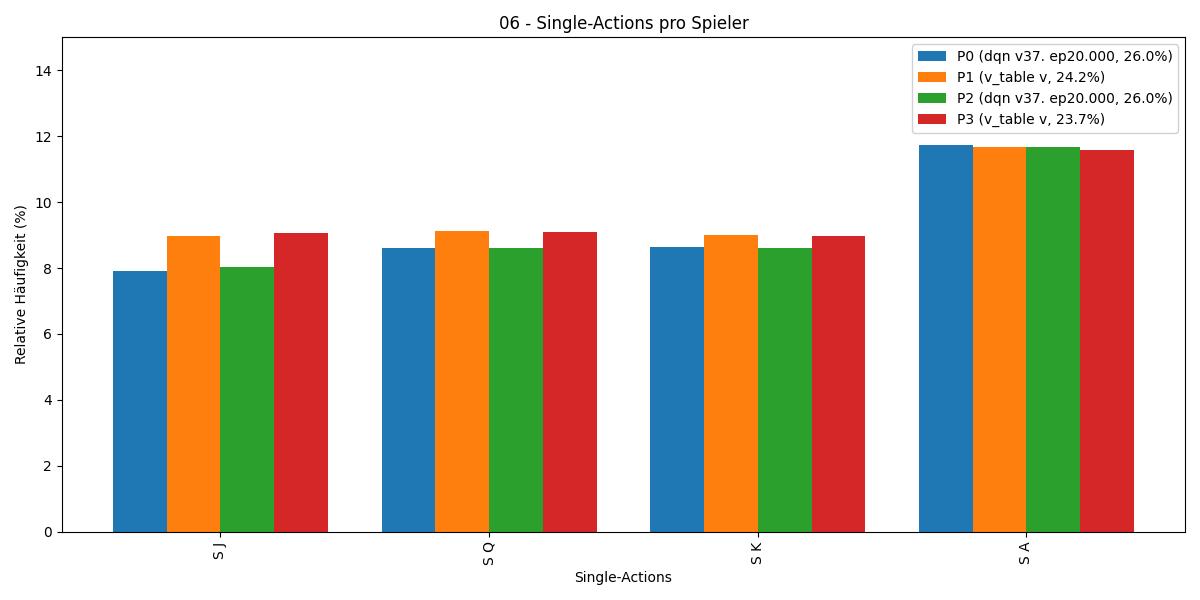 06 - Single-Actions pro Spieler
P0 (dqn v37. ep20.000, 26.0%)
P1 (v_table v, 24.2%)
P2 (dqn v37. ep20.000, 26.0%)
P3 (v_table v, 23.7%)
Relative Häufigkeit (%)
14
12
10
8
6
4
2
0
S J
S Q
S K
S A
Single-Actions